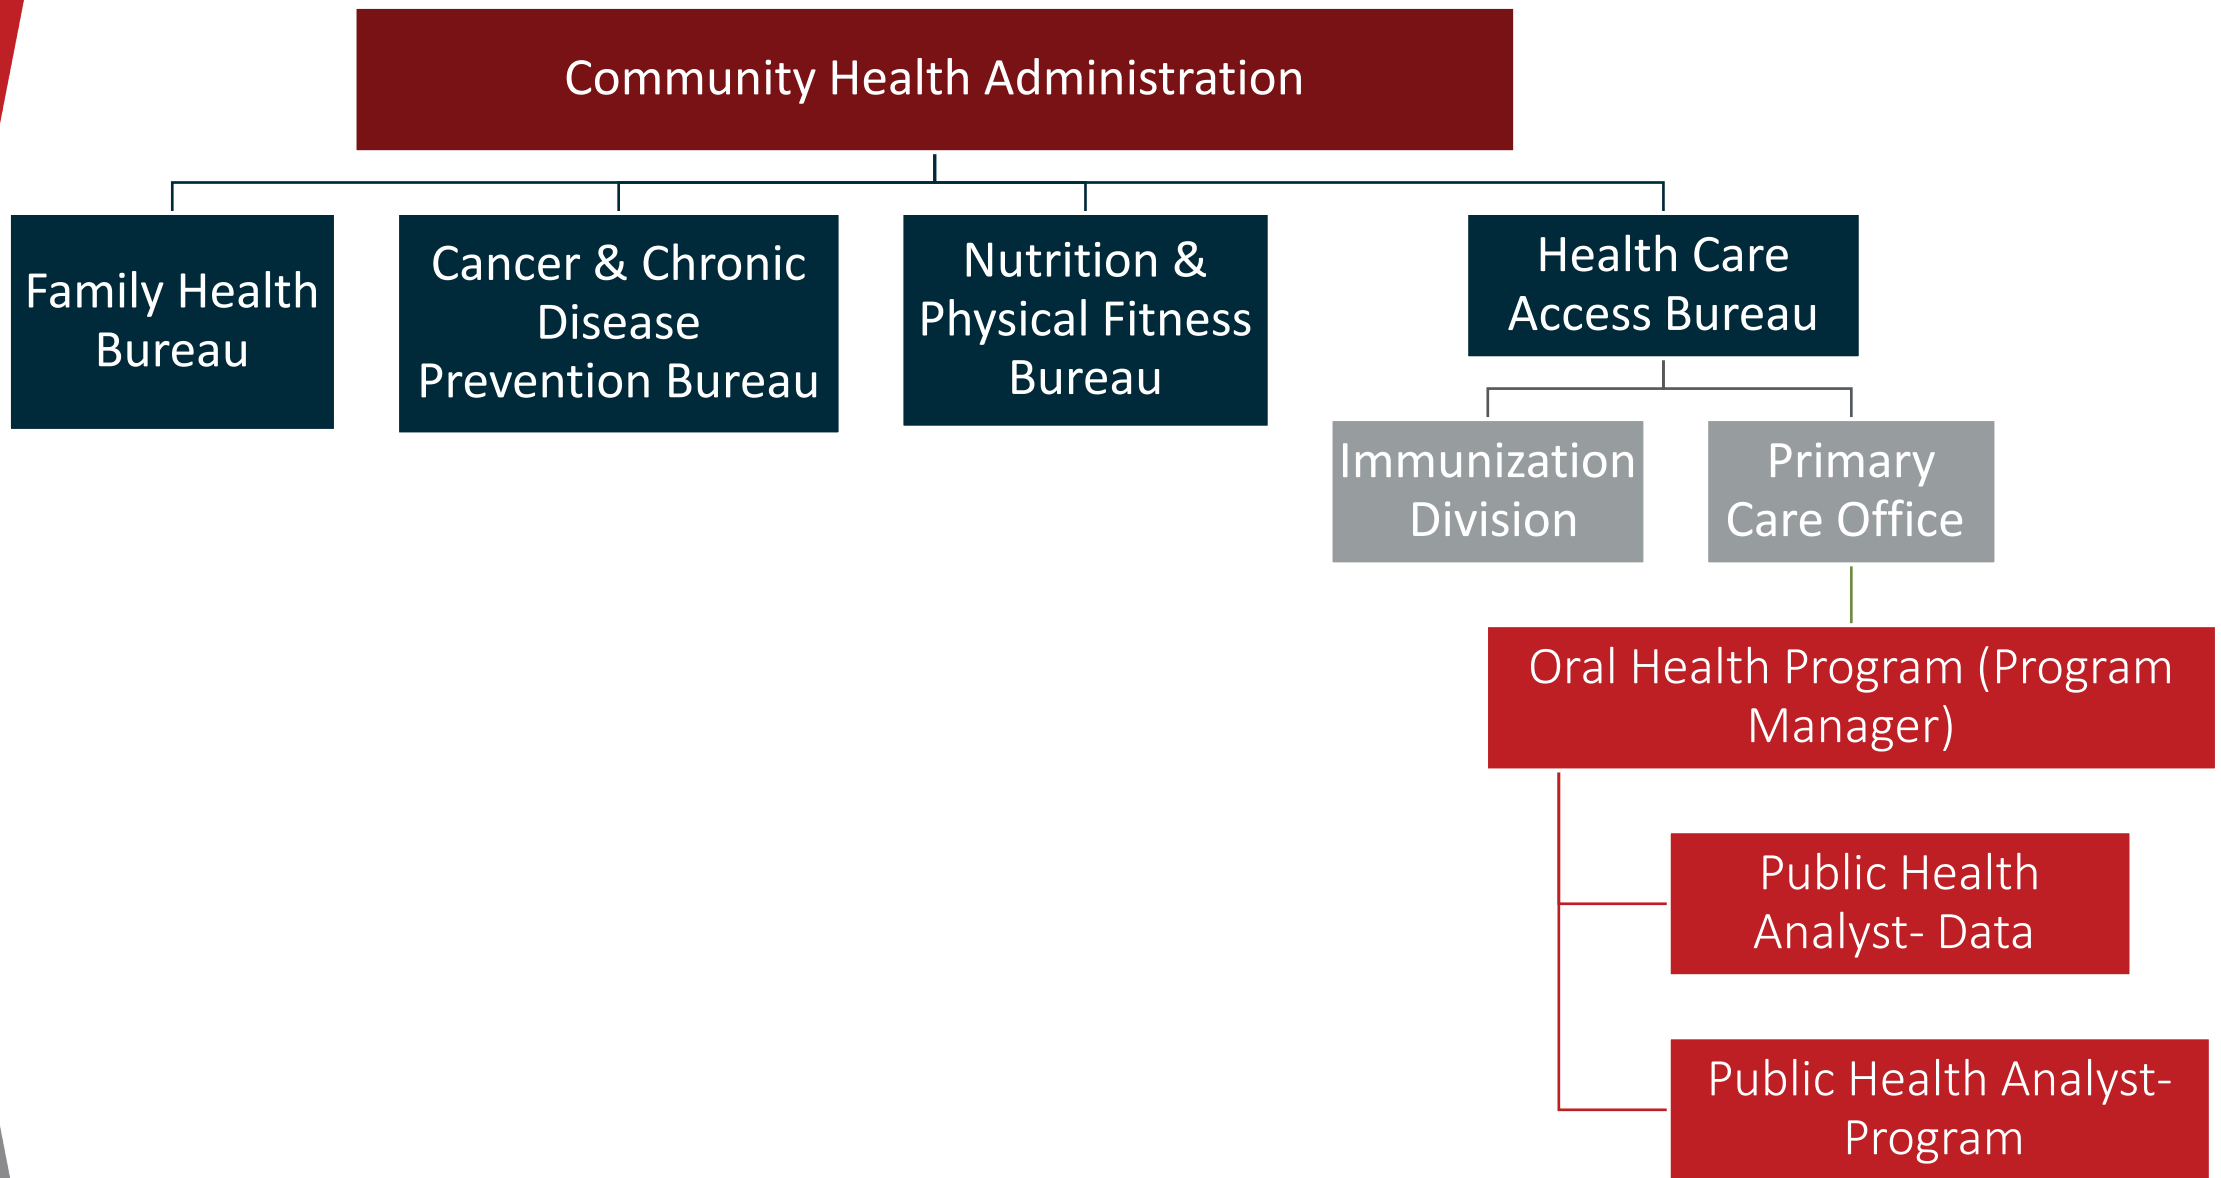 Community Health Administration
Family Health
Bureau
Cancer & Chronic
Disease
Prevention Bureau
Nutrition &
Physical Fitness
Bureau
Health Care
Access Bureau
Immunization
Division
Primary
Care Office
Oral Health Program (Program
Manager)
Public Health
Analyst- Data
Public Health Analyst-
Program